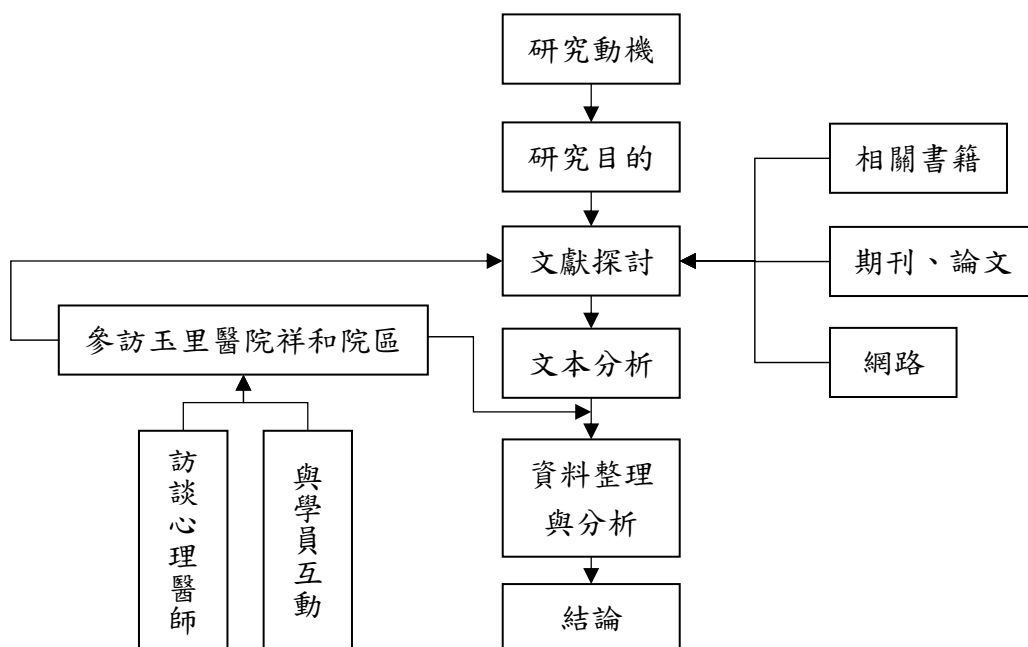 研究動機
研究目的
相關書籍
文獻探討
期刊、論文
參訪玉里醫院祥和院區
文本分析
網路
訪談心理醫師
與學員互動
資料整理
與分析
結論